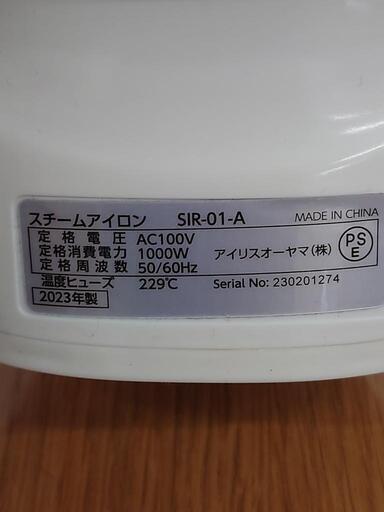 スチームアイロン SIR-01-A MADE IN CHINA
定格電圧 AC100V
定格消費電力 1000W アイリスオーヤマ(株) PSE
定格周波数 50/60Hz
温度ヒューズ 229℃ Serial No: 230201274
2023年製